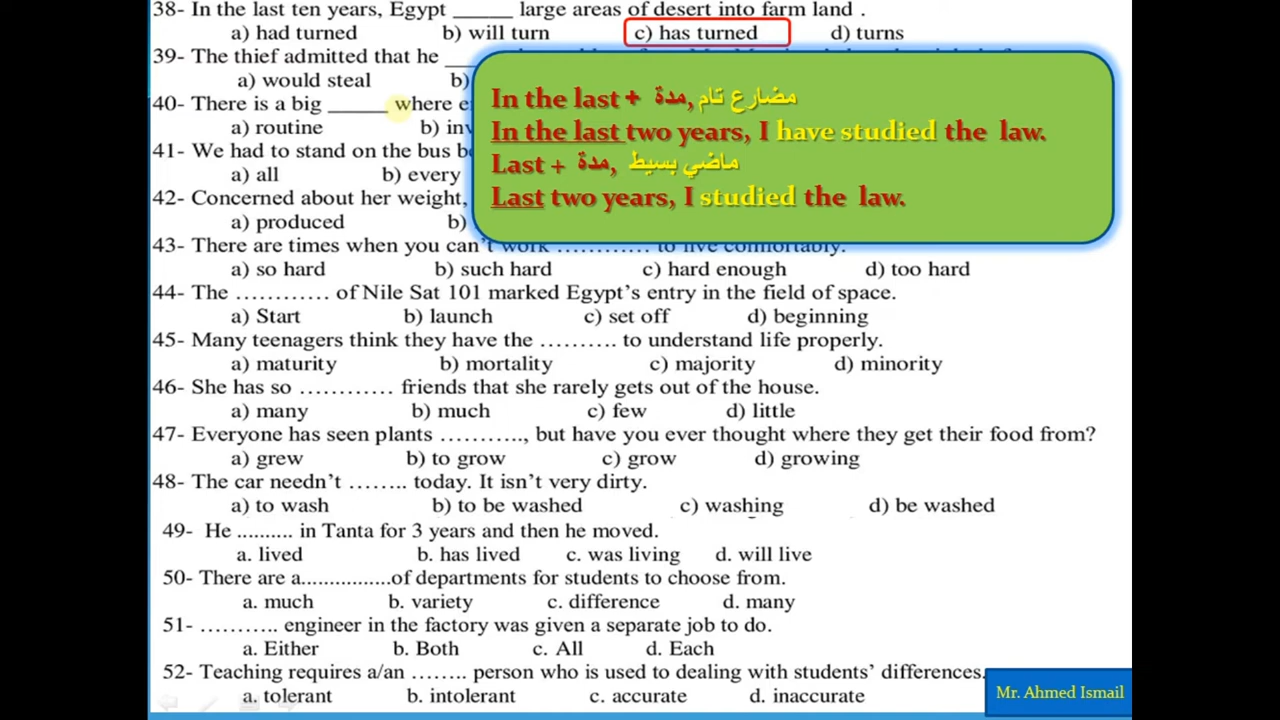 38- In the last ten years, Egypt _____ large areas of desert into farm land .
a) had turned b) will turn c) has turned d) turns
39- The thief admitted that he
a) would steal b)
40- There is a big _____ where
a) routine b)
41- We had to stand on the bus
a) all b) every
42- Concerned about her weight,
a) produced b)
In the last + مدة, مضارع تام
In the last two years, I have studied the law.
Last + مدة, ماضي بسيط
Last two years, I studied the law.
43- There are times when you can't work ………… to live comfortably.
a) so hard b) such hard c) hard enough d) too hard
44- The ………… of Nile Sat 101 marked Egypt's entry in the field of space.
a) Start b) launch c) set off d) beginning
45- Many teenagers think they have the ………. to understand life properly.
a) maturity b) mortality c) majority d) minority
46- She has so ………… friends that she rarely gets out of the house.
a) many b) much c) few d) little
47- Everyone has seen plants ……….., but have you ever thought where they get their food from?
a) grew b) to grow c) grow d) growing
48- The car needn't …….. today. It isn't very dirty.
a) to wash b) to be washed c) washing d) be washed
49- He .......... in Tanta for 3 years and then he moved.
a. lived b. has lived c. was living d. will live
50- There are a................of departments for students to choose from.
a. much b. variety c. difference d. many
51- ……….. engineer in the factory was given a separate job to do.
a. Either b. Both c. All d. Each
52- Teaching requires a/an …….. person who is used to dealing with students' differences.
a. tolerant b. intolerant c. accurate d. inaccurate
Mr. Ahmed Ismail